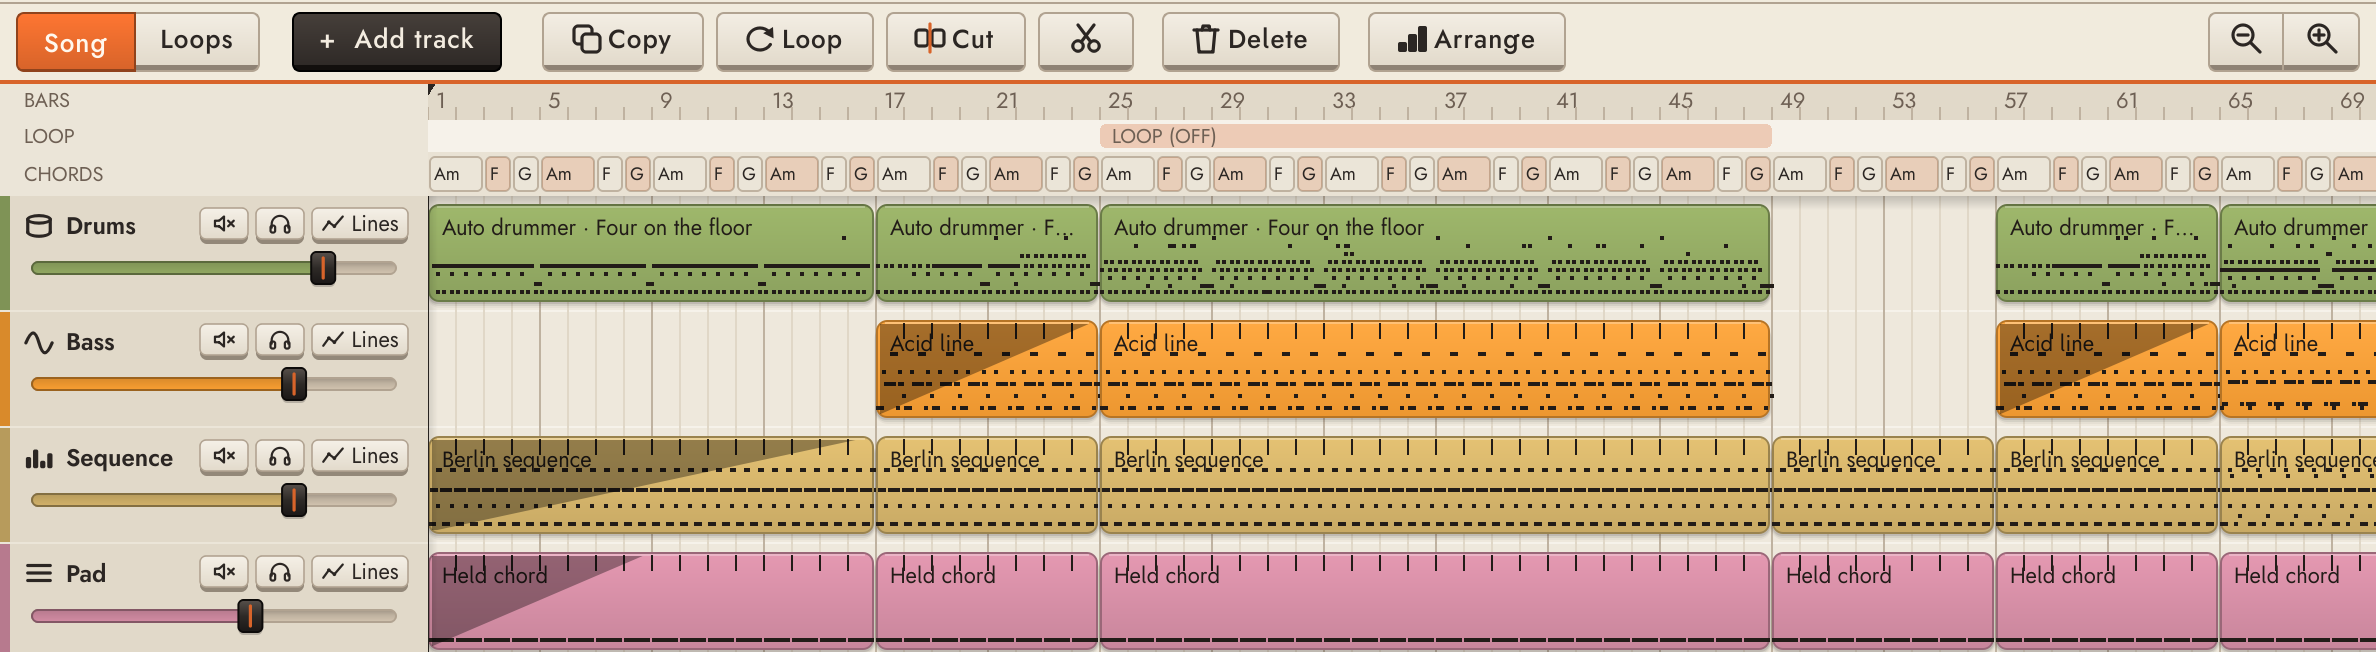 Song Loops + Add track Copy Loop Cut Delete Arrange
BARS 1 5 9 13 17 21 25 29 33 37 41 45 49 53 57 61 65 69
LOOP LOOP (OFF)
CHORDS Am F G Am F G Am F G Am F G Am F G Am F G Am F G Am F G Am F G Am F G Am F G Am F G Am F G Am F G Am F G Am F G Am F G Am
Drums Lines Auto drummer · Four on the floor Auto drummer · F... Auto drummer · Four on the floor Auto drummer · F... Auto drummer
Bass Lines Acid line Acid line Acid line Acid line
Sequence Lines Berlin sequence Berlin sequence Berlin sequence Berlin sequence Berlin sequence Berlin sequence
Pad Lines Held chord Held chord Held chord Held chord Held chord Held chord